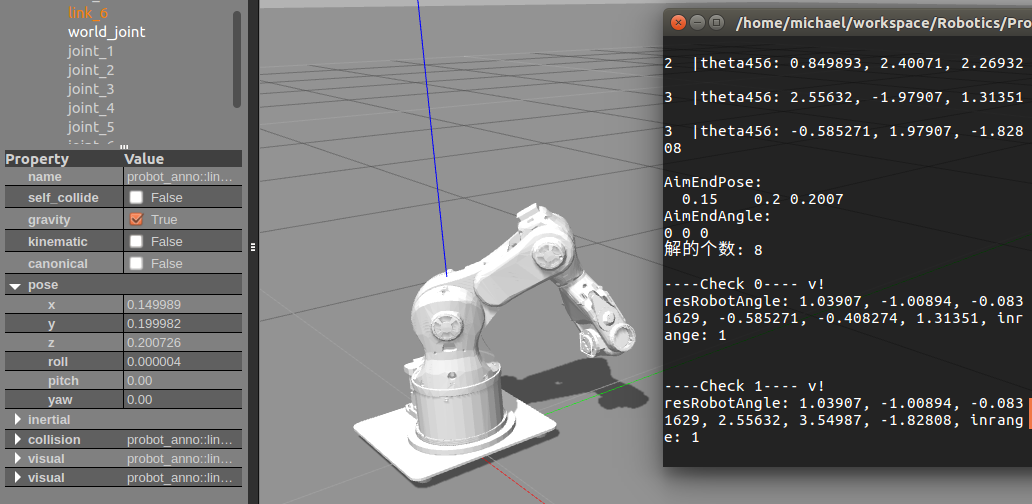 link_6
world_joint
joint_1
joint_2
joint_3
joint_4
joint_5
Property Value
name probot_anno::lin…
self_collide False
gravity True
kinematic False
canonical False
pose
x 0.149989
y 0.199982
z 0.200726
roll 0.000004
pitch 0.00
yaw 0.00
inertial
collision probot_anno::lin…
visual probot_anno::lin…
visual probot_anno::lin…
/home/michael/workspace/Robotics/Pro
2 |theta456: 0.849893, 2.40071, 2.26932
3 |theta456: 2.55632, -1.97907, 1.31351
3 |theta456: -0.585271, 1.97907, -1.828
08
AimEndPose:
0.15 0.2 0.2007
AimEndAngle:
0 0 0
解的个数: 8
----Check 0---- v!
resRobotAngle: 1.03907, -1.00894, -0.083
1629, -0.585271, -0.408274, 1.31351, inr
ange: 1
----Check 1---- v!
resRobotAngle: 1.03907, -1.00894, -0.083
1629, 2.55632, 3.54987, -1.82808, inrang
e: 1